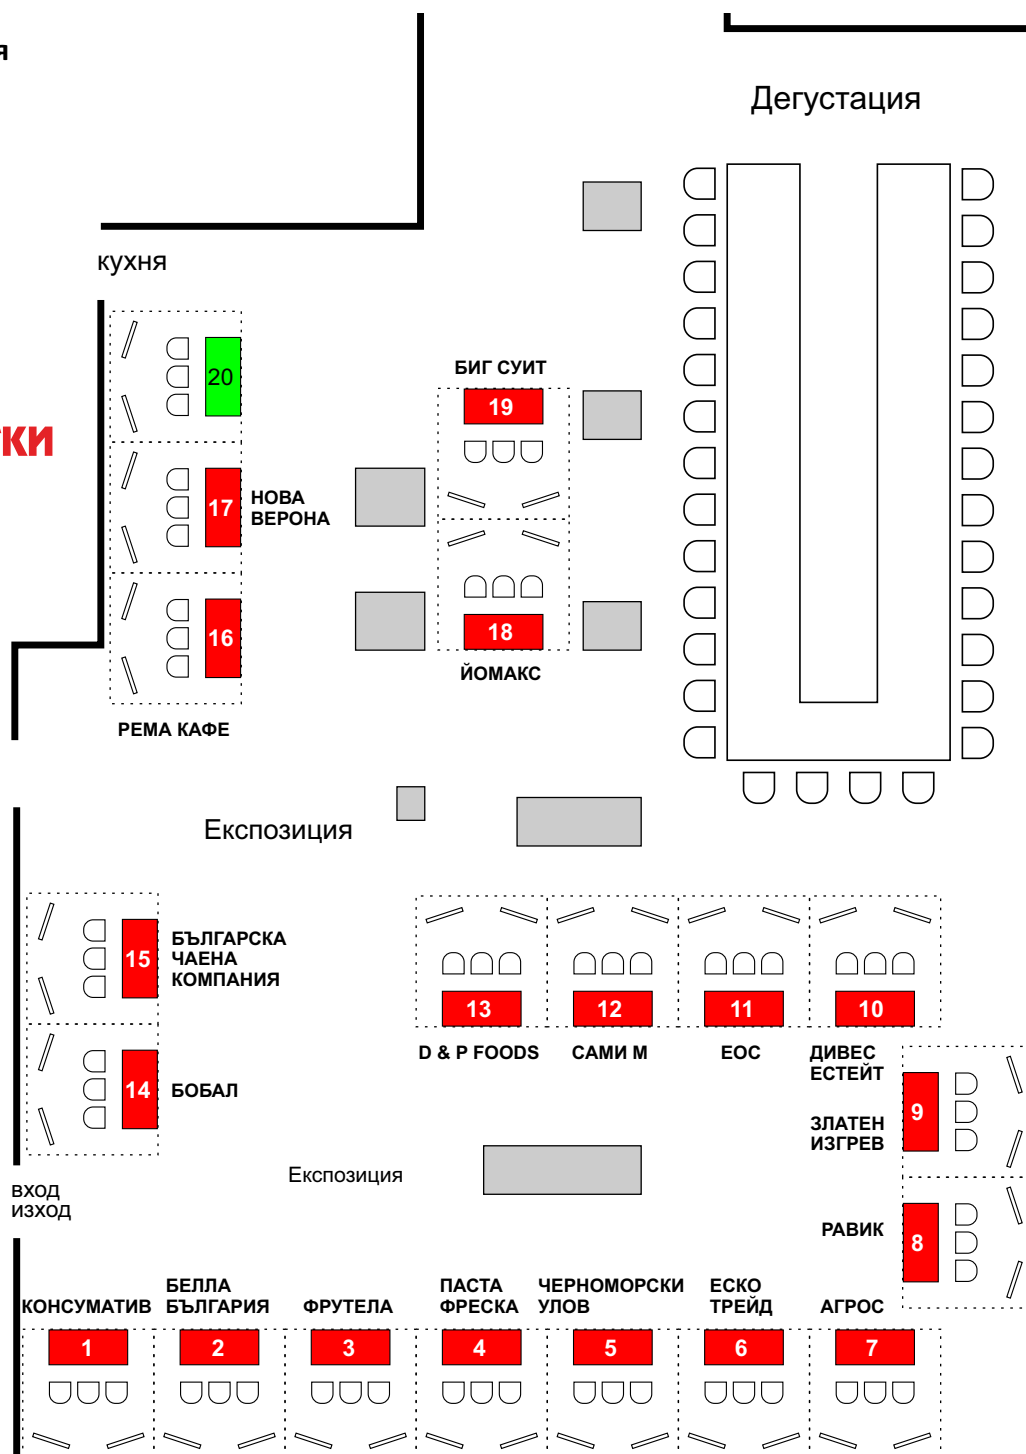 я
Дегустация
кухня
20
БИГ СУИТ
19
ки
17
НОВА
ВЕРОНА
16
18
ЙОМАКС
РЕМА КАФЕ
Експозиция
15
БЪЛГАРСКА
ЧАЕНА
КОМПАНИЯ
13
12
11
10
D & P FOODS
САМИ М
ЕОС
ДИВЕС
ЕСТЕЙТ
14
БОБАЛ
9
ЗЛАТЕН
ИЗГРЕВ
Експозиция
вход
изход
РАВИК
8
КОНСУМАТИВ
БЕЛЛА
БЪЛГАРИЯ
ФРУТЕЛА
ПАСТА
ФРЕСКА
ЧЕРНОМОРСКИ
УЛОВ
ЕСКО
ТРЕЙД
АГРОС
1
2
3
4
5
6
7